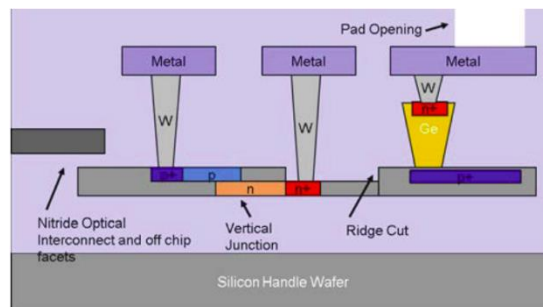 Pad Opening
Metal
Metal
Metal
W
W
W
n+
Ge
p+
p
n
n+
p+
Nitride Optical
Interconnect and off chip
facets
Vertical
Junction
Ridge Cut
Silicon Handle Wafer